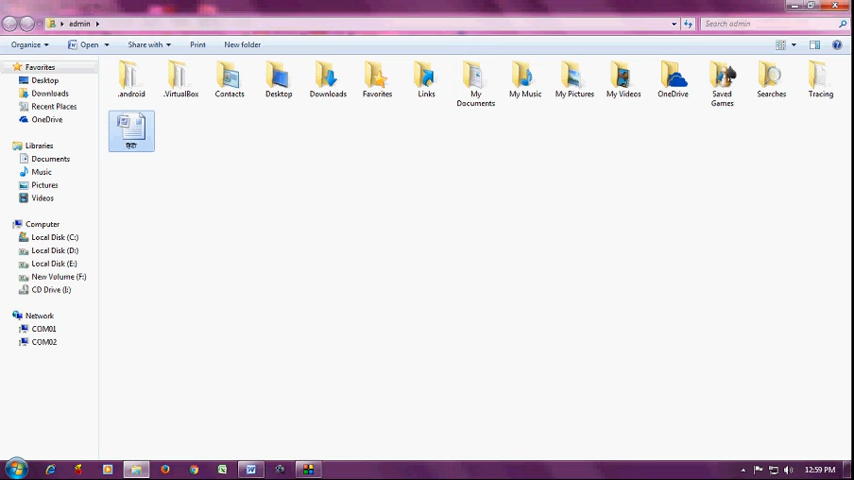 admin
Search admin
Organize
Open
Share with
Print
New folder
Favorites
Desktop
Downloads
Recent Places
OneDrive
Libraries
Documents
Music
Pictures
Videos
Computer
Local Disk (C:)
Local Disk (D:)
Local Disk (E:)
New Volume (F:)
CD Drive (I:)
Network
COM01
COM02
.android
.VirtualBox
Contacts
Desktop
Downloads
Favorites
Links
My
Documents
My Music
My Pictures
My Videos
OneDrive
Saved
Games
Searches
Tracing
12:59 PM